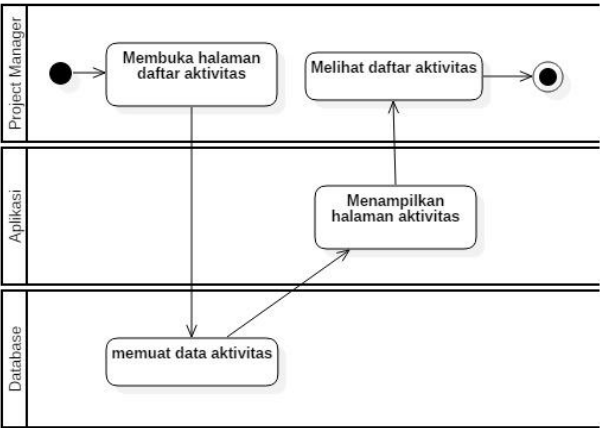 Project Manager
Membuka halaman
daftar aktivitas
Melihat daftar aktivitas
Aplikasi
Menampilkan
halaman aktivitas
Database
memuat data aktivitas